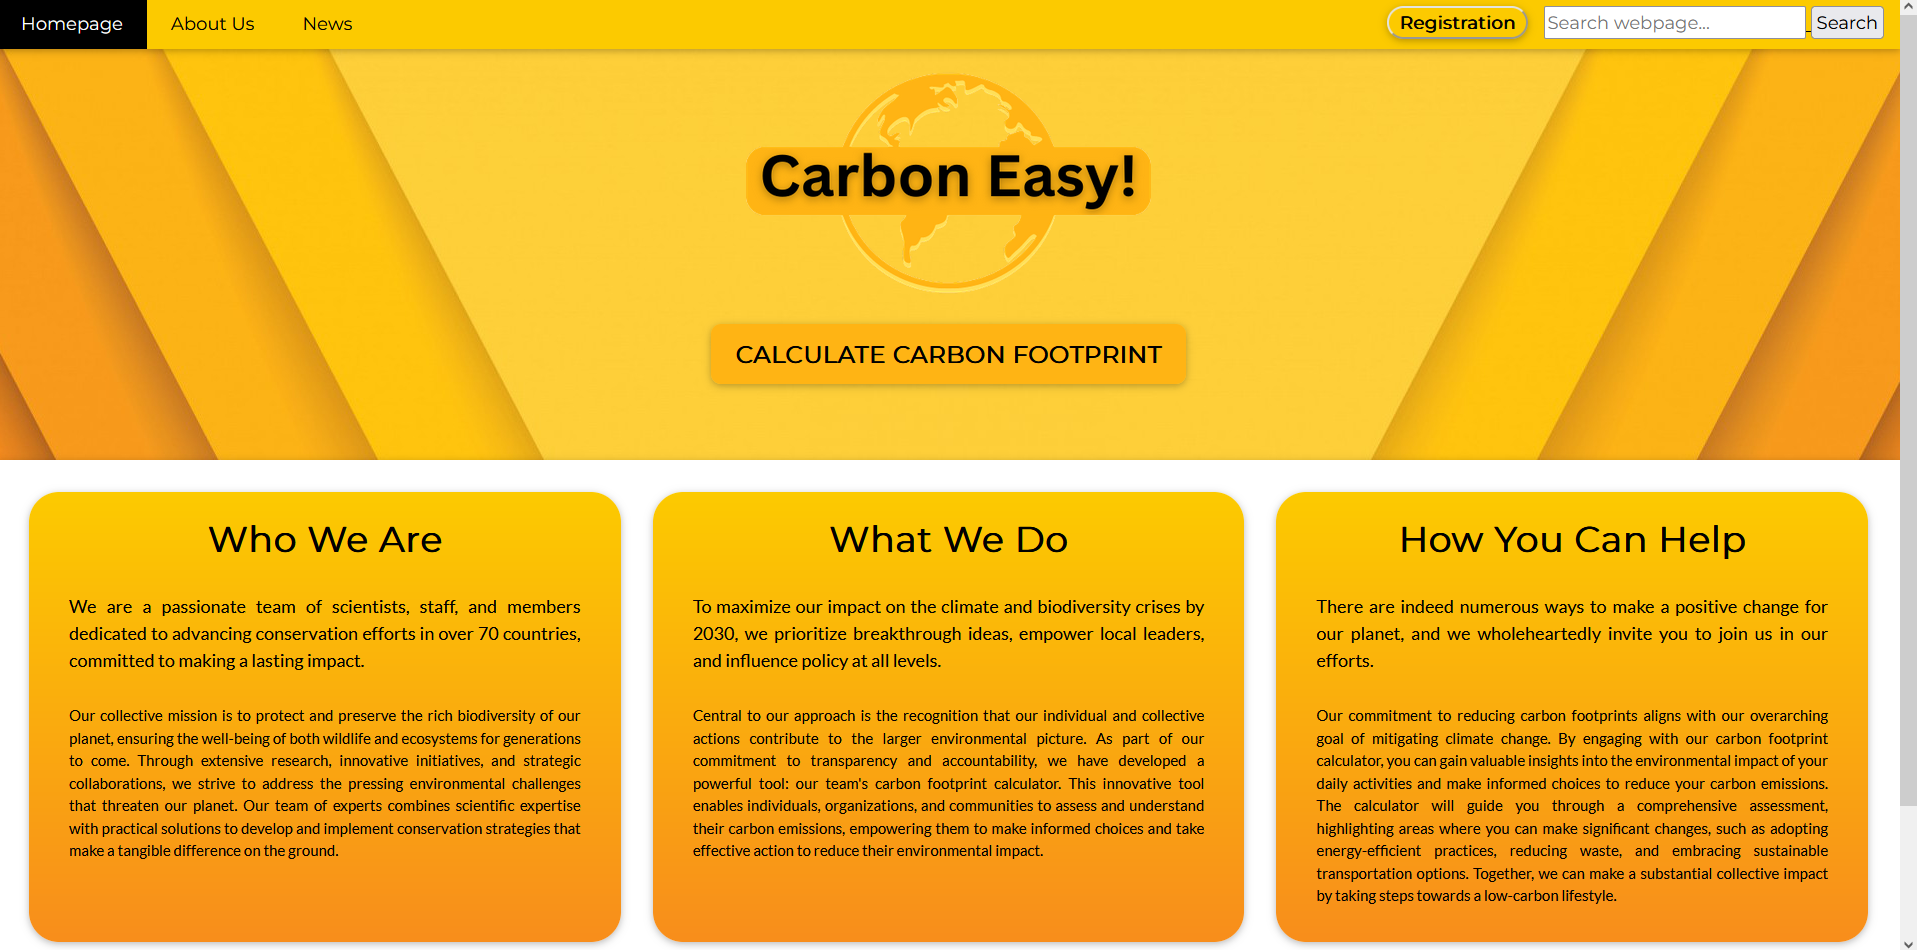 Homepage About Us News Registration Search webpage... Search
Carbon Easy!
CALCULATE CARBON FOOTPRINT
Who We Are
We are a passionate team of scientists, staff, and members
dedicated to advancing conservation efforts in over 70 countries,
committed to making a lasting impact.
Our collective mission is to protect and preserve the rich biodiversity of our
planet, ensuring the well-being of both wildlife and ecosystems for generations
to come. Through extensive research, innovative initiatives, and strategic
collaborations, we strive to address the pressing environmental challenges
that threaten our planet. Our team of experts combines scientific expertise
with practical solutions to develop and implement conservation strategies that
make a tangible difference on the ground.
What We Do
To maximize our impact on the climate and biodiversity crises by
2030, we prioritize breakthrough ideas, empower local leaders,
and influence policy at all levels.
Central to our approach is the recognition that our individual and collective
actions contribute to the larger environmental picture. As part of our
commitment to transparency and accountability, we have developed a
powerful tool: our team's carbon footprint calculator. This innovative tool
enables individuals, organizations, and communities to assess and understand
their carbon emissions, empowering them to make informed choices and take
effective action to reduce their environmental impact.
How You Can Help
There are indeed numerous ways to make a positive change for
our planet, and we wholeheartedly invite you to join us in our
efforts.
Our commitment to reducing carbon footprints aligns with our overarching
goal of mitigating climate change. By engaging with our carbon footprint
calculator, you can gain valuable insights into the environmental impact of your
daily activities and make informed choices to reduce your carbon emissions.
The calculator will guide you through a comprehensive assessment,
highlighting areas where you can make significant changes, such as adopting
energy-efficient practices, reducing waste, and embracing sustainable
transportation options. Together, we can make a substantial collective impact
by taking steps towards a low-carbon lifestyle.